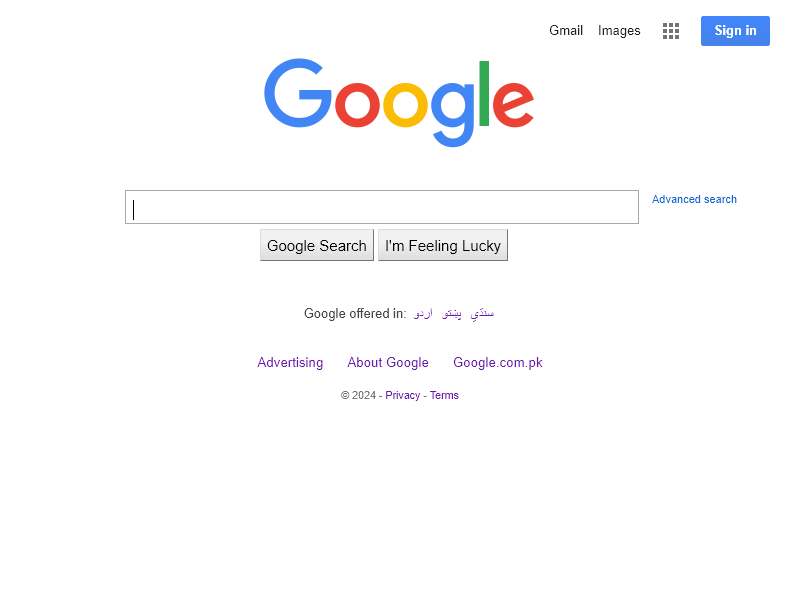 Gmail Images Sign in
Google
Advanced search
Google Search I'm Feeling Lucky
Google offered in: اردو پښتو سنڌي
Advertising About Google Google.com.pk
© 2024 - Privacy - Terms